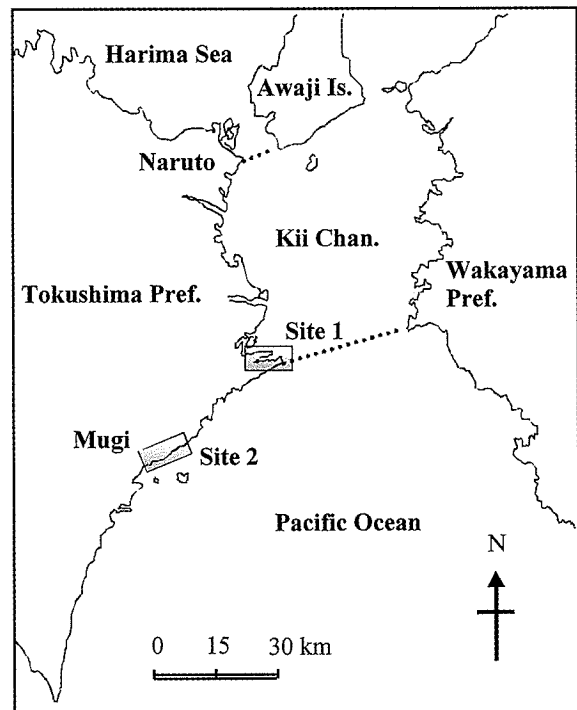 Harima Sea
Awaji Is.
Naruto
Kii Chan.
Wakayama
Pref.
Tokushima Pref.
Site 1
Mugi
Site 2
Pacific Ocean
N
0 15 30 km